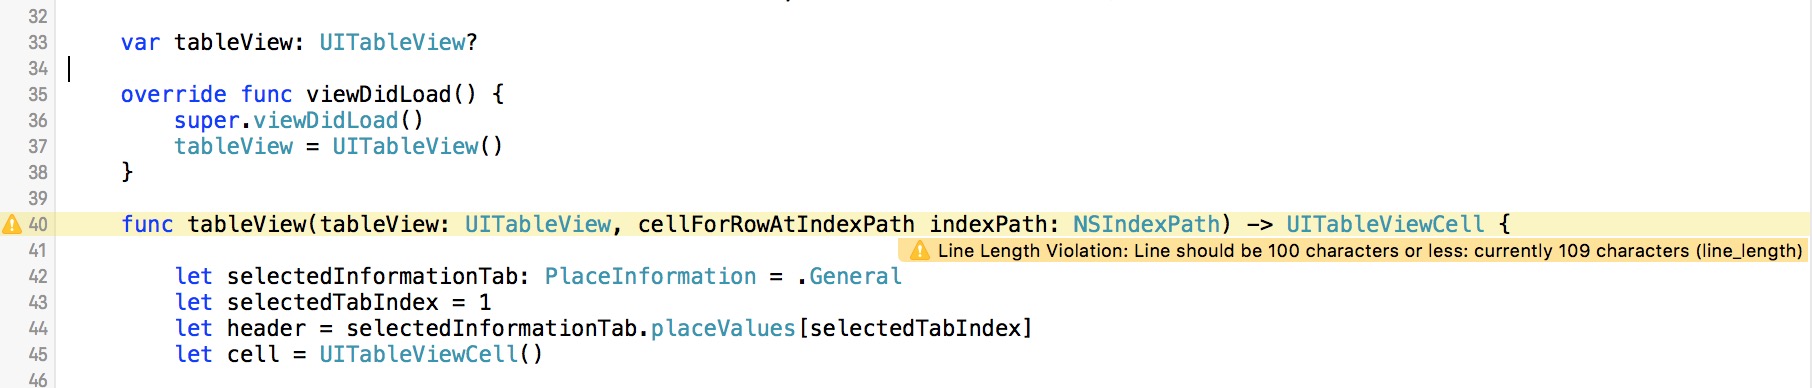 32
33 var tableView: UITableView?
34
35 override func viewDidLoad() {
36 super.viewDidLoad()
37 tableView = UITableView()
38 }
39
40 func tableView(tableView: UITableView, cellForRowAtIndexPath indexPath: NSIndexPath) -> UITableViewCell {
41 Line Length Violation: Line should be 100 characters or less: currently 109 characters (line_length)
42 let selectedInformationTab: PlaceInformation = .General
43 let selectedTabIndex = 1
44 let header = selectedInformationTab.placeValues[selectedTabIndex]
45 let cell = UITableViewCell()
46